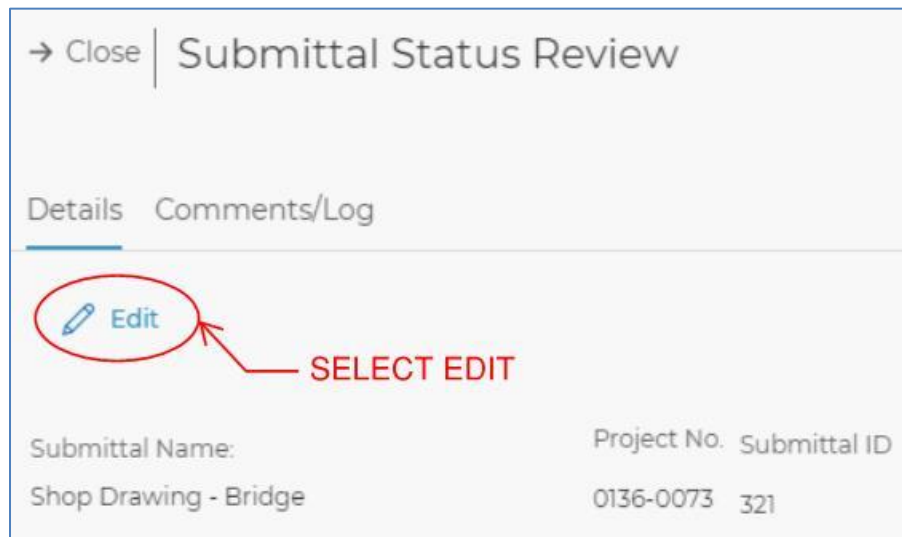 → Close | Submittal Status Review
Details Comments/Log
Edit
SELECT EDIT
Submittal Name: Project No. Submittal ID
Shop Drawing - Bridge 0136-0073 321